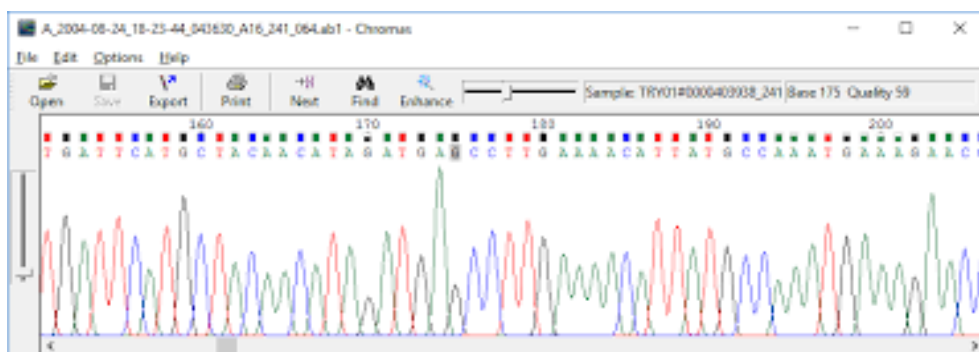 A_2004-08-24_18-23-44_043630_A16_241_064.ab1 - Chromas
File Edit Options Help
Open Save Export Print Next Find Enhance Sample: TRY01#0000403938_241 Base 175 Quality 59
160 170 180 190 200
T G A T T C A T G C T A C A A C A T A G A T G A G C C T T G A A A A C A T T A T G C C A A A T G A A G A A C